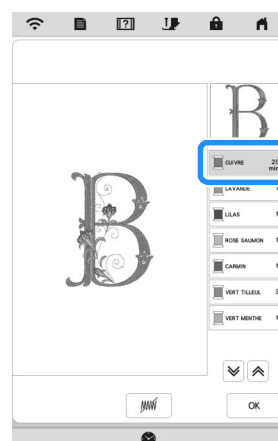 CUIVRE 20
min
LAVANDE 1
LILAS 1
ROSE SAUMON 1
CARMIN 1
VERT TILLEUL 3
VERT MENTHE 1
OK